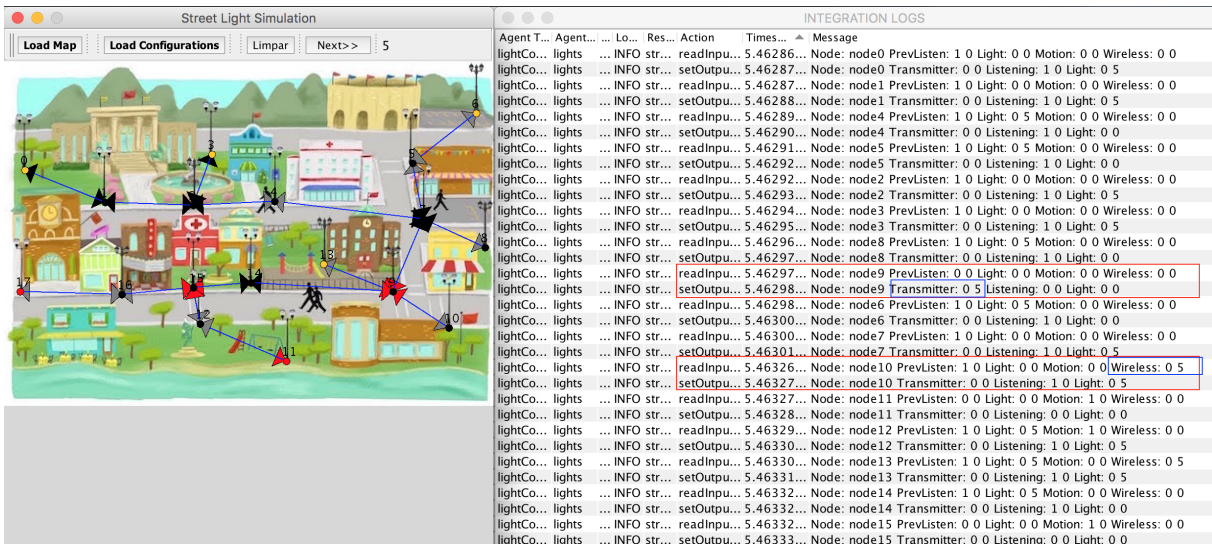 Street Light Simulation
Load Map Load Configurations Limpar Next>> 5
0
3
6
4
5
8
13
17
16
15
14
9
10
12
11
INTEGRATION LOGS
Agent T... Agent... ... Lo... Res... Action Times... Message
lightCo... lights ... INFO str... readInpu... 5.46286... Node: node0 PrevListen: 1 0 Light: 0 0 Motion: 0 0 Wireless: 0 0
lightCo... lights ... INFO str... setOutpu... 5.46287... Node: node0 Transmitter: 0 0 Listening: 1 0 Light: 0 5
lightCo... lights ... INFO str... readInpu... 5.46287... Node: node1 PrevListen: 1 0 Light: 0 0 Motion: 0 0 Wireless: 0 0
lightCo... lights ... INFO str... setOutpu... 5.46288... Node: node1 Transmitter: 0 0 Listening: 1 0 Light: 0 5
lightCo... lights ... INFO str... readInpu... 5.46289... Node: node4 PrevListen: 1 0 Light: 0 5 Motion: 0 0 Wireless: 0 0
lightCo... lights ... INFO str... setOutpu... 5.46290... Node: node4 Transmitter: 0 0 Listening: 1 0 Light: 0 0
lightCo... lights ... INFO str... readInpu... 5.46291... Node: node5 PrevListen: 1 0 Light: 0 5 Motion: 0 0 Wireless: 0 0
lightCo... lights ... INFO str... setOutpu... 5.46292... Node: node5 Transmitter: 0 0 Listening: 1 0 Light: 0 0
lightCo... lights ... INFO str... readInpu... 5.46292... Node: node2 PrevListen: 1 0 Light: 0 0 Motion: 0 0 Wireless: 0 0
lightCo... lights ... INFO str... setOutpu... 5.46293... Node: node2 Transmitter: 0 0 Listening: 1 0 Light: 0 5
lightCo... lights ... INFO str... readInpu... 5.46294... Node: node3 PrevListen: 1 0 Light: 0 0 Motion: 0 0 Wireless: 0 0
lightCo... lights ... INFO str... setOutpu... 5.46295... Node: node3 Transmitter: 0 0 Listening: 1 0 Light: 0 5
lightCo... lights ... INFO str... readInpu... 5.46296... Node: node8 PrevListen: 1 0 Light: 0 5 Motion: 0 0 Wireless: 0 0
lightCo... lights ... INFO str... setOutpu... 5.46297... Node: node8 Transmitter: 0 0 Listening: 1 0 Light: 0 0
lightCo... lights ... INFO str... readInpu... 5.46297... Node: node9 PrevListen: 0 0 Light: 0 0 Motion: 0 0 Wireless: 0 0
lightCo... lights ... INFO str... setOutpu... 5.46298... Node: node9 Transmitter: 0 5 Listening: 0 0 Light: 0 0
lightCo... lights ... INFO str... readInpu... 5.46298... Node: node6 PrevListen: 1 0 Light: 0 5 Motion: 0 0 Wireless: 0 0
lightCo... lights ... INFO str... setOutpu... 5.46300... Node: node6 Transmitter: 0 0 Listening: 1 0 Light: 0 0
lightCo... lights ... INFO str... readInpu... 5.46300... Node: node7 PrevListen: 1 0 Light: 0 0 Motion: 0 0 Wireless: 0 0
lightCo... lights ... INFO str... setOutpu... 5.46301... Node: node7 Transmitter: 0 0 Listening: 1 0 Light: 0 5
lightCo... lights ... INFO str... readInpu... 5.46326... Node: node10 PrevListen: 1 0 Light: 0 0 Motion: 0 0 Wireless: 0 5
lightCo... lights ... INFO str... setOutpu... 5.46327... Node: node10 Transmitter: 0 0 Listening: 1 0 Light: 0 5
lightCo... lights ... INFO str... readInpu... 5.46327... Node: node11 PrevListen: 0 0 Light: 0 0 Motion: 1 0 Wireless: 0 0
lightCo... lights ... INFO str... setOutpu... 5.46328... Node: node11 Transmitter: 0 0 Listening: 0 0 Light: 0 0
lightCo... lights ... INFO str... readInpu... 5.46329... Node: node12 PrevListen: 1 0 Light: 0 5 Motion: 1 0 Wireless: 0 0
lightCo... lights ... INFO str... setOutpu... 5.46330... Node: node12 Transmitter: 0 0 Listening: 1 0 Light: 0 5
lightCo... lights ... INFO str... readInpu... 5.46330... Node: node13 PrevListen: 1 0 Light: 0 5 Motion: 0 0 Wireless: 0 5
lightCo... lights ... INFO str... setOutpu... 5.46331... Node: node13 Transmitter: 0 0 Listening: 1 0 Light: 0 5
lightCo... lights ... INFO str... readInpu... 5.46332... Node: node14 PrevListen: 1 0 Light: 0 5 Motion: 0 0 Wireless: 0 0
lightCo... lights ... INFO str... setOutpu... 5.46332... Node: node14 Transmitter: 0 0 Listening: 1 0 Light: 0 0
lightCo... lights ... INFO str... readInpu... 5.46332... Node: node15 PrevListen: 0 0 Light: 0 0 Motion: 1 0 Wireless: 0 0
lightCo... lights ... INFO str... setOutpu... 5.46333... Node: node15 Transmitter: 0 0 Listening: 0 0 Light: 0 0